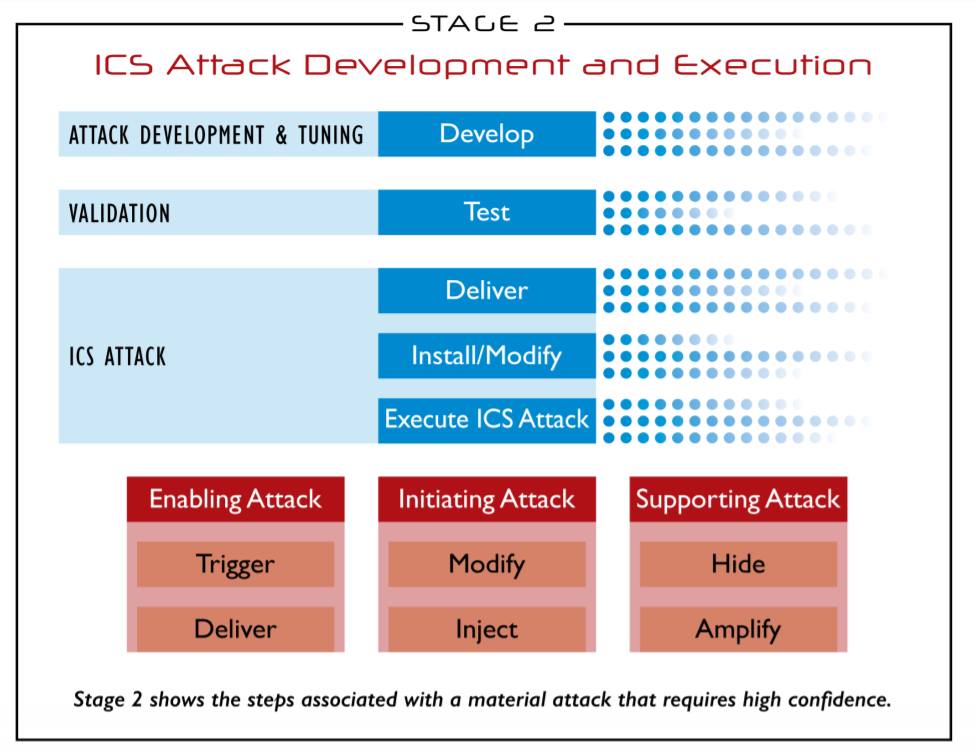 STAGE 2
ICS Attack Development and Execution
ATTACK DEVELOPMENT & TUNING
Develop
VALIDATION
Test
ICS ATTACK
Deliver
Install/Modify
Execute ICS Attack
Enabling Attack
Trigger
Deliver
Initiating Attack
Modify
Inject
Supporting Attack
Hide
Amplify
Stage 2 shows the steps associated with a material attack that requires high confidence.